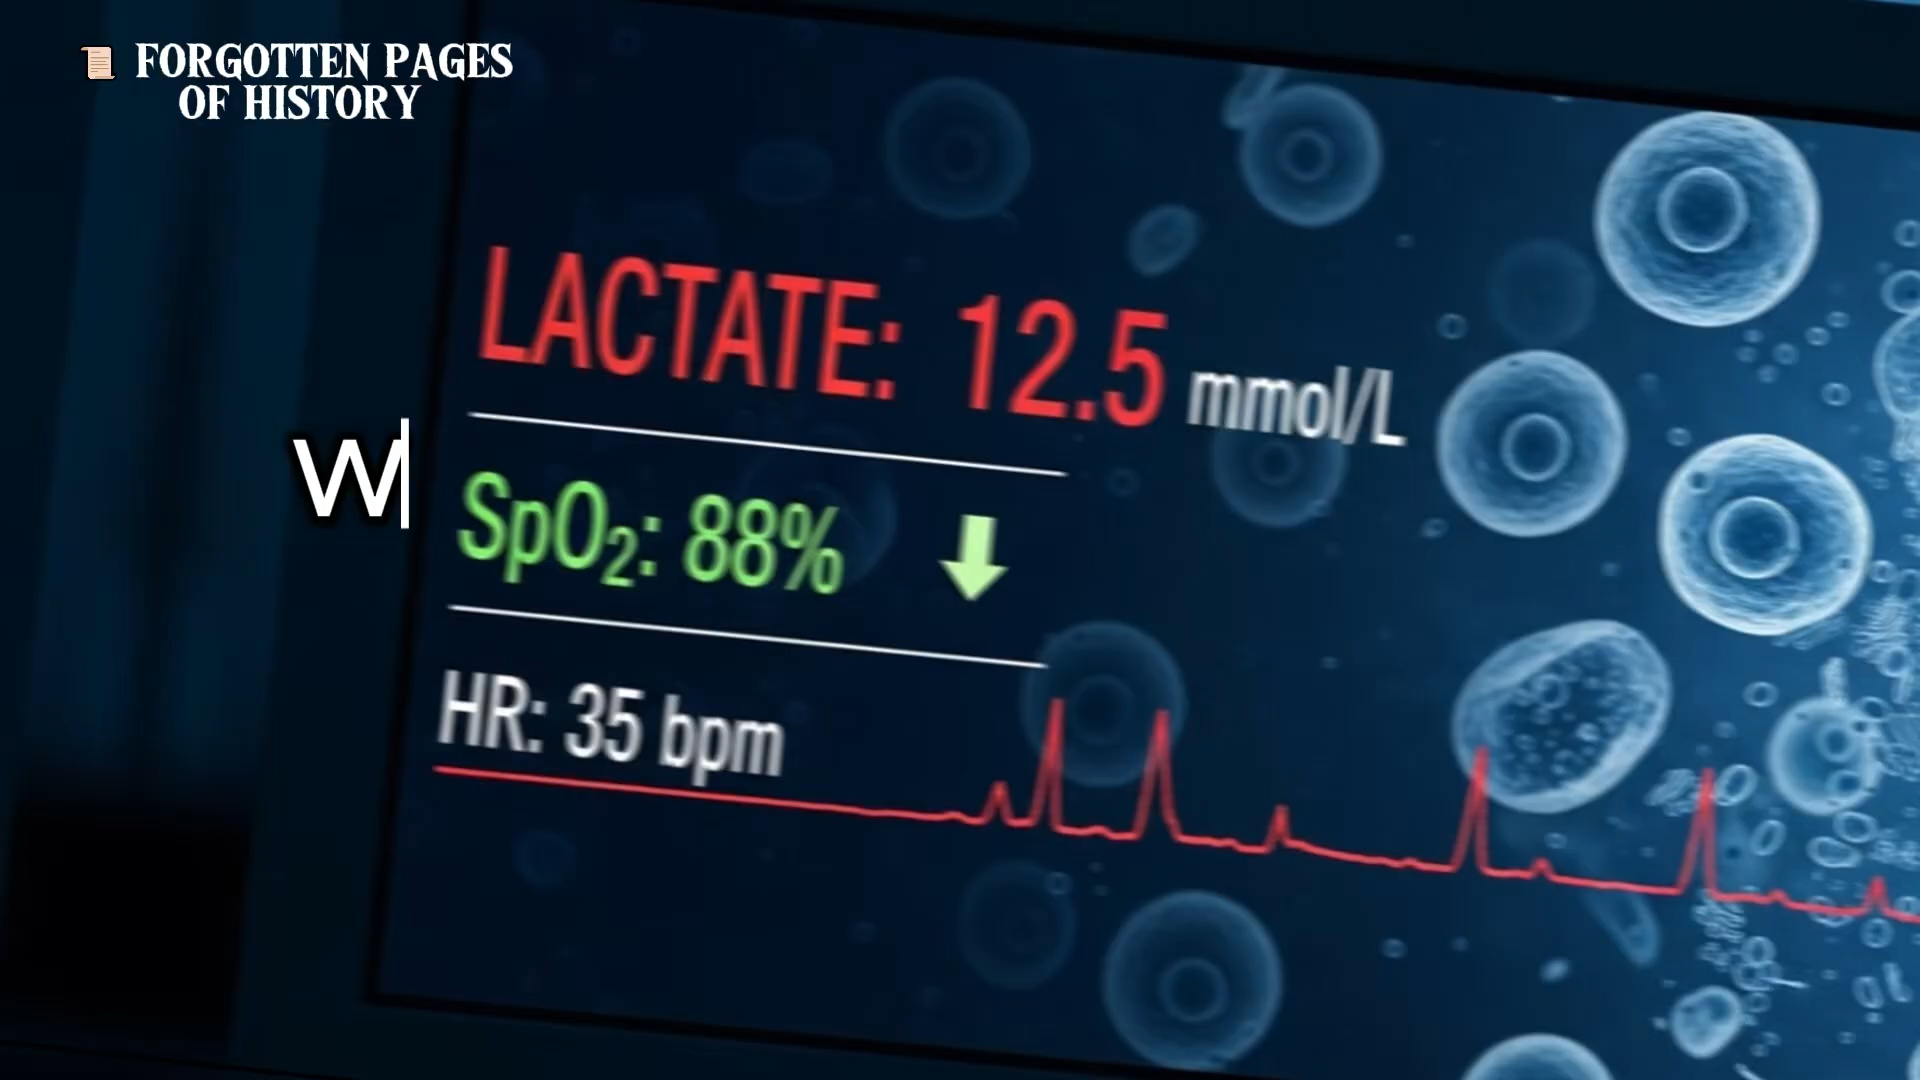 📜 FORGOTTEN PAGES
OF HISTORY
LACTATE: 12.5 mmol/L
W
SpO₂: 88%
HR: 35 bpm